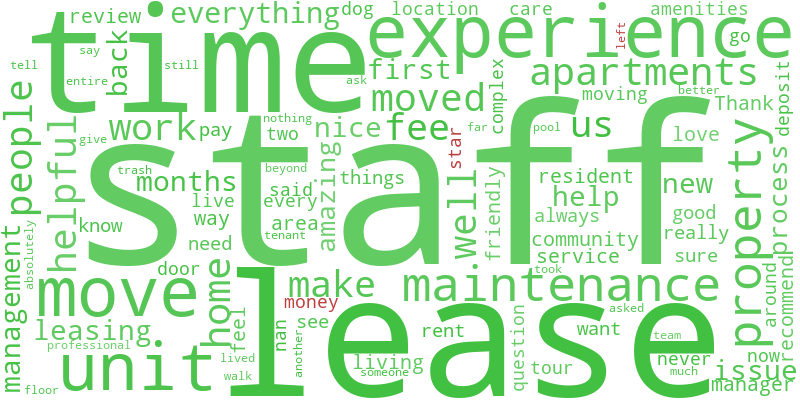 review
time
everything
dog
location
care
amenities
experience
left
go
say
tell
still
entire
back
ask
first
apartments
moved
complex
moving
better
Thank
deposit
people
helpful
work
pay
nothing
two
nice
fee
far
pool
us
star
love
property
process
give
staff
trash
months
beyond
said
things
amazing
well
friendly
resident
help
new
live
every
know
way
area
tenant
always
good
community
really
need
service
sure
management
absolutely
door
home
move
make
maintenance
took
around
recommend
leasing
feel
money
nan
see
another
rent
question
asked
want
team
never
now
issue
professional
unit
lived
walk
lease
living
someone
tour
much
manager
floor